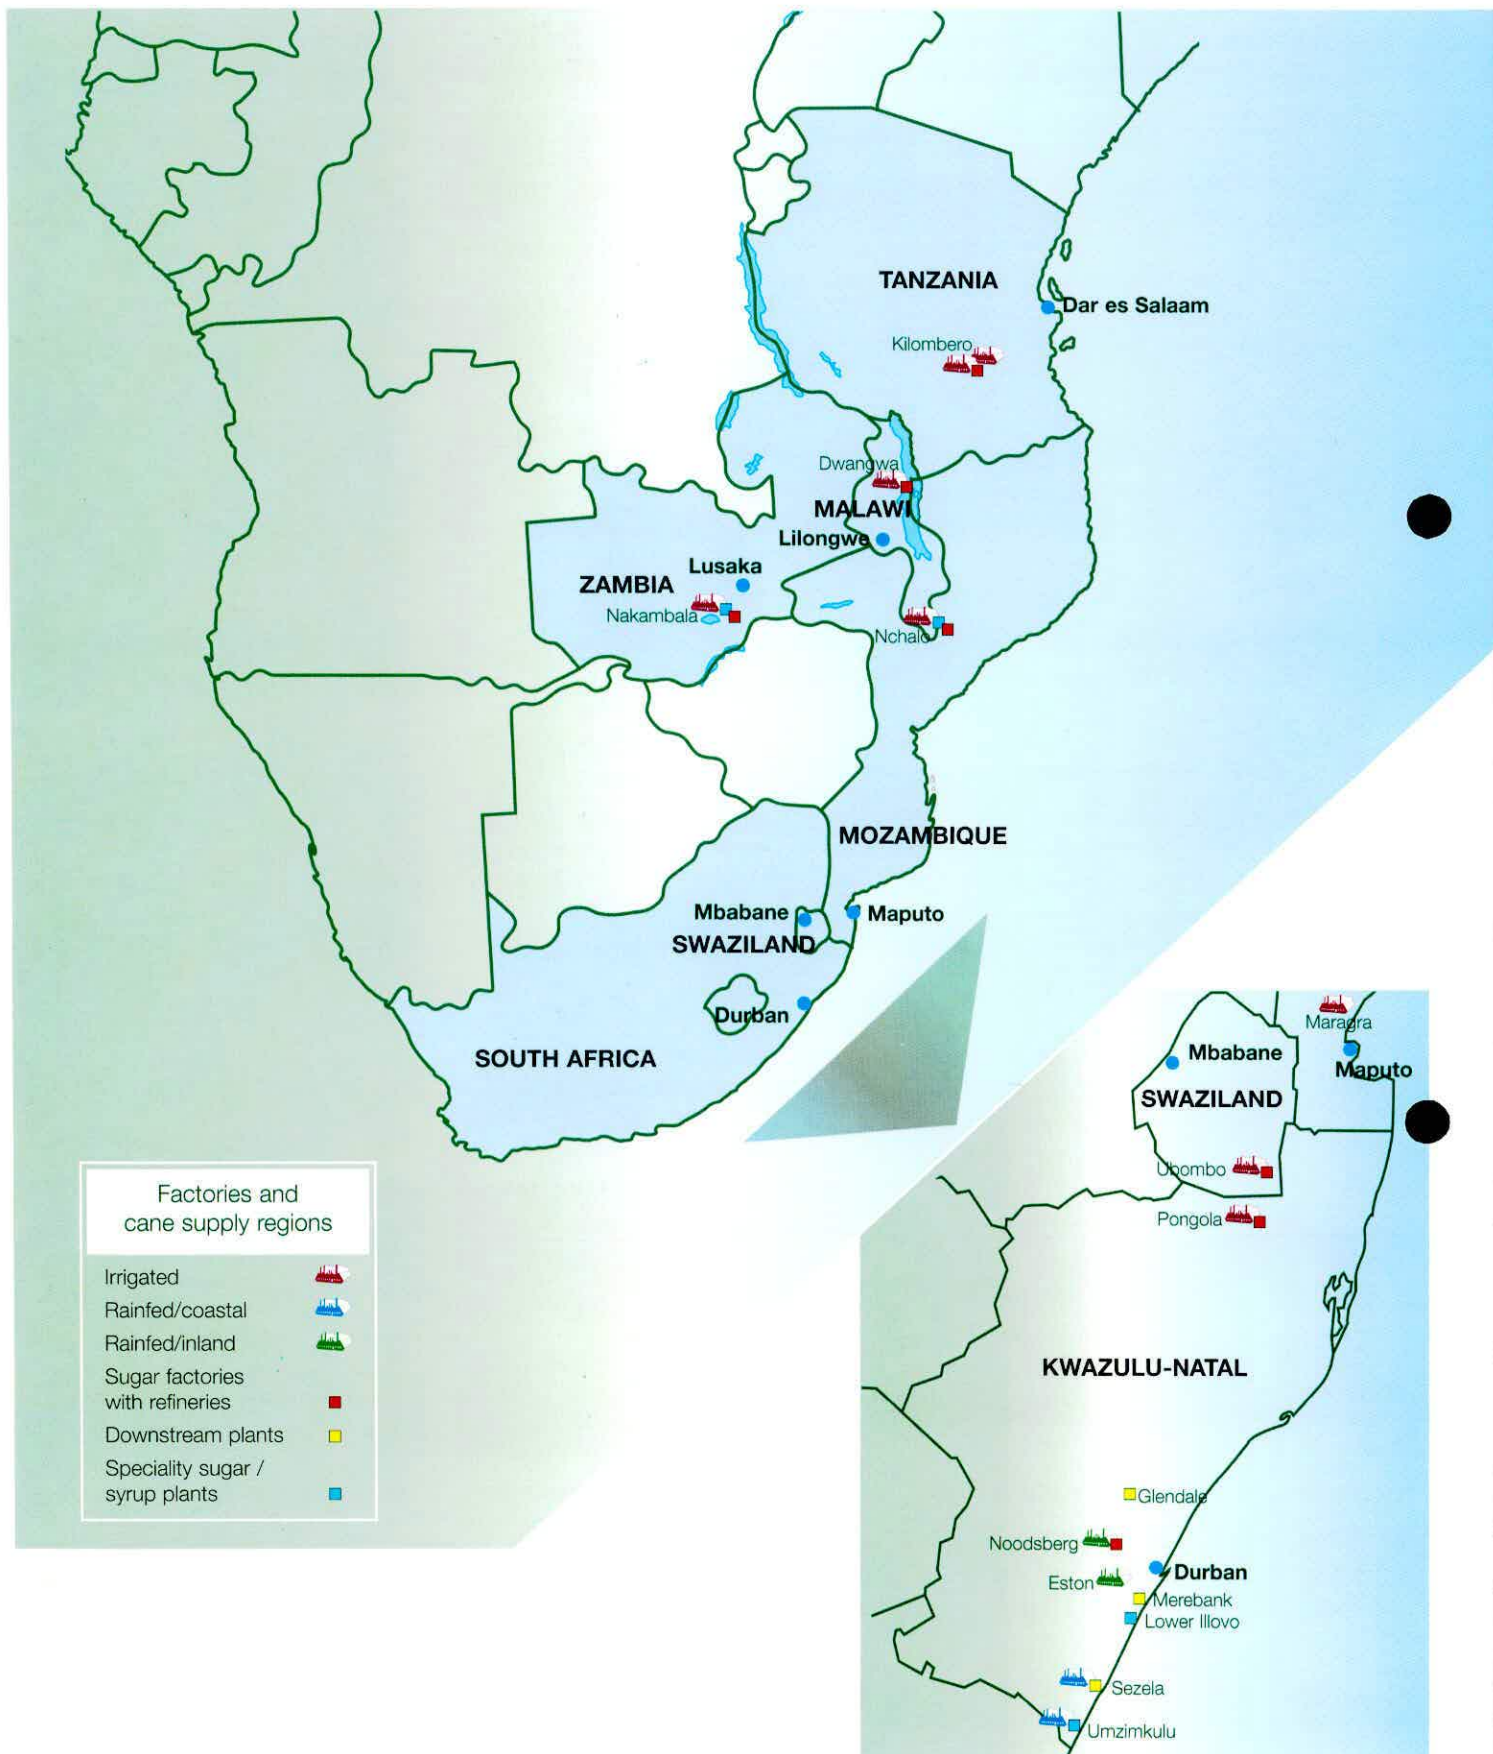 TANZANIA
Dar es Salaam
Kilombero
Dwangwa
MALAWI
Lilongwe
Lusaka
ZAMBIA
Nakambala
Nchalo
MOZAMBIQUE
Mbabane
Maputo
SWAZILAND
Durban
SOUTH AFRICA
Factories and
cane supply regions
Irrigated
Rainfed/coastal
Rainfed/inland
Sugar factories
with refineries
Downstream plants
Speciality sugar /
syrup plants
Maragra
Mbabane
Maputo
SWAZILAND
Ubombo
Pongola
KWAZULU-NATAL
Glendale
Noodsberg
Durban
Eston
Merebank
Lower Illovo
Sezela
Umzimkulu